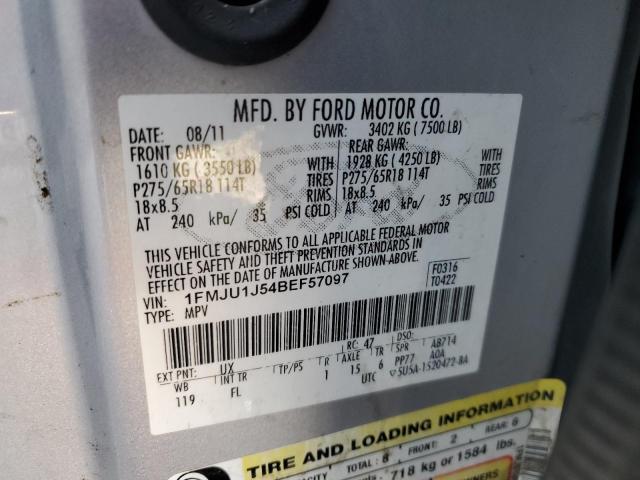 MFD. BY FORD MOTOR CO.
DATE: 08/11 GVWR: 3402 KG ( 7500 LB)
FRONT GAWR: REAR GAWR:
1610 KG ( 3550 LB) WITH 1928 KG ( 4250 LB) WITH
P275/65R18 114T TIRES P275/65R18 114T TIRES
18x8.5 RIMS 18x8.5 RIMS
AT 240 kPa/ 35 PSI COLD AT 240 kPa/ 35 PSI COLD
THIS VEHICLE CONFORMS TO ALL APPLICABLE FEDERAL MOTOR
VEHICLE SAFETY AND THEFT PREVENTION STANDARDS IN
EFFECT ON THE DATE OF MANUFACTURE SHOWN ABOVE.
VIN: 1FMJU1J54BEF57097 F0316
TYPE: MPV T0422
EXT PNT: UX RC: 47 DSO:
WB INT TR TP/PS R AXLE TR SPR AB714
119 FL 1 15 6 PP77 A0A
UTC 5U5A-1520472-BA
TIRE AND LOADING INFORMATION
CAPACITY TOTAL : 8 FRONT : 2 REAR: 6
718 kg or 1584 lbs.